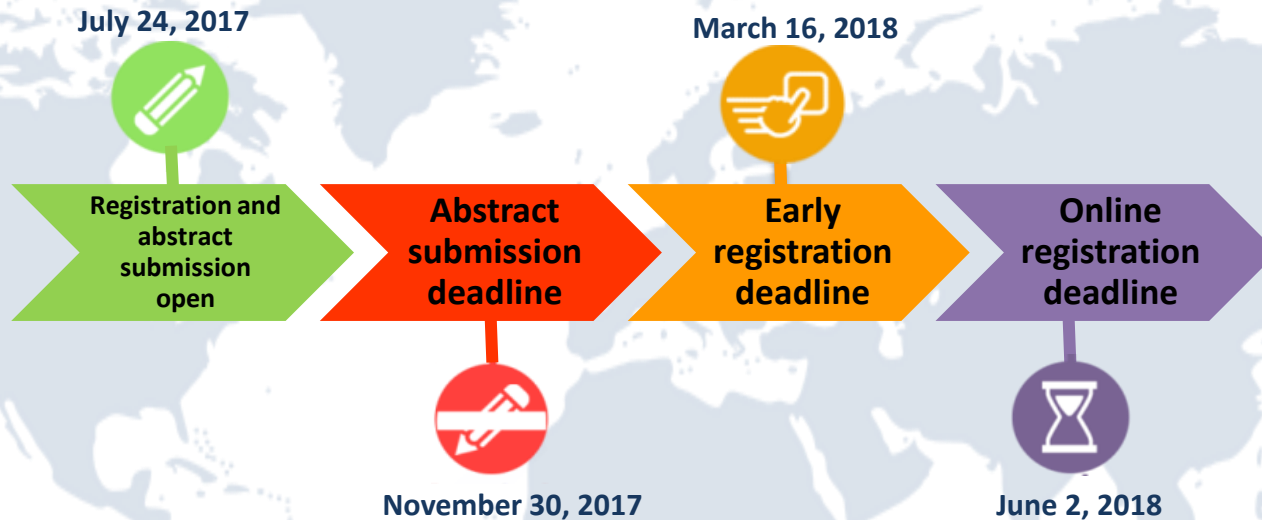 July 24, 2017
March 16, 2018
Registration and
abstract
submission
open
Abstract
submission
deadline
Early
registration
deadline
Online
registration
deadline
November 30, 2017
June 2, 2018